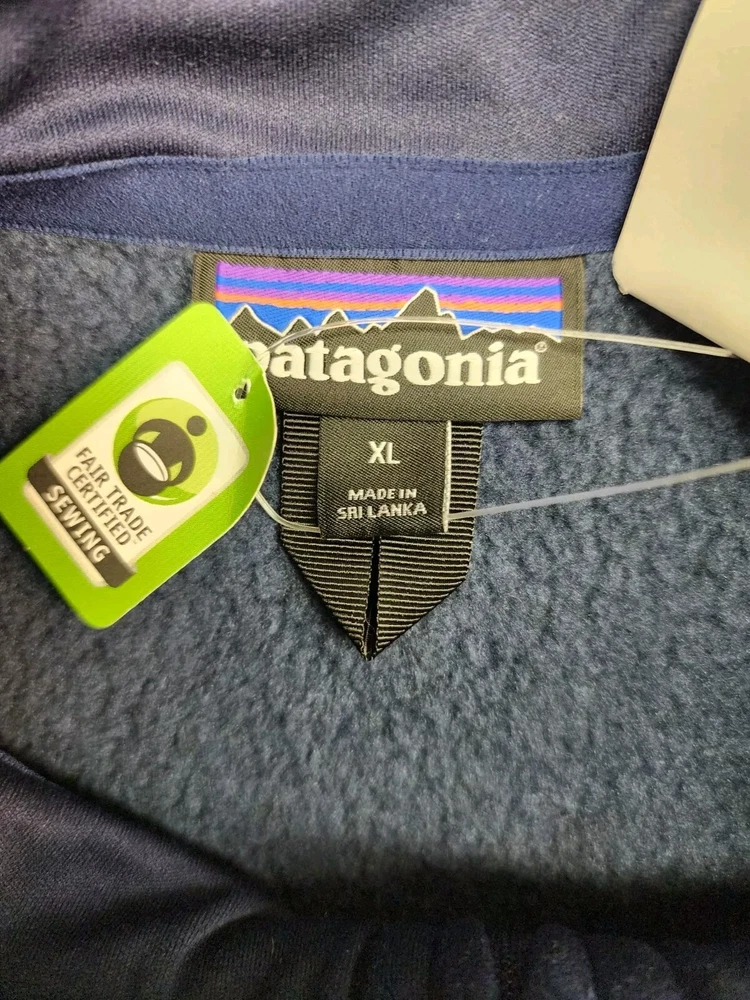 patagonia®
XL
MADE IN
SRI LANKA
FAIR TRADE
CERTIFIED
SEWING